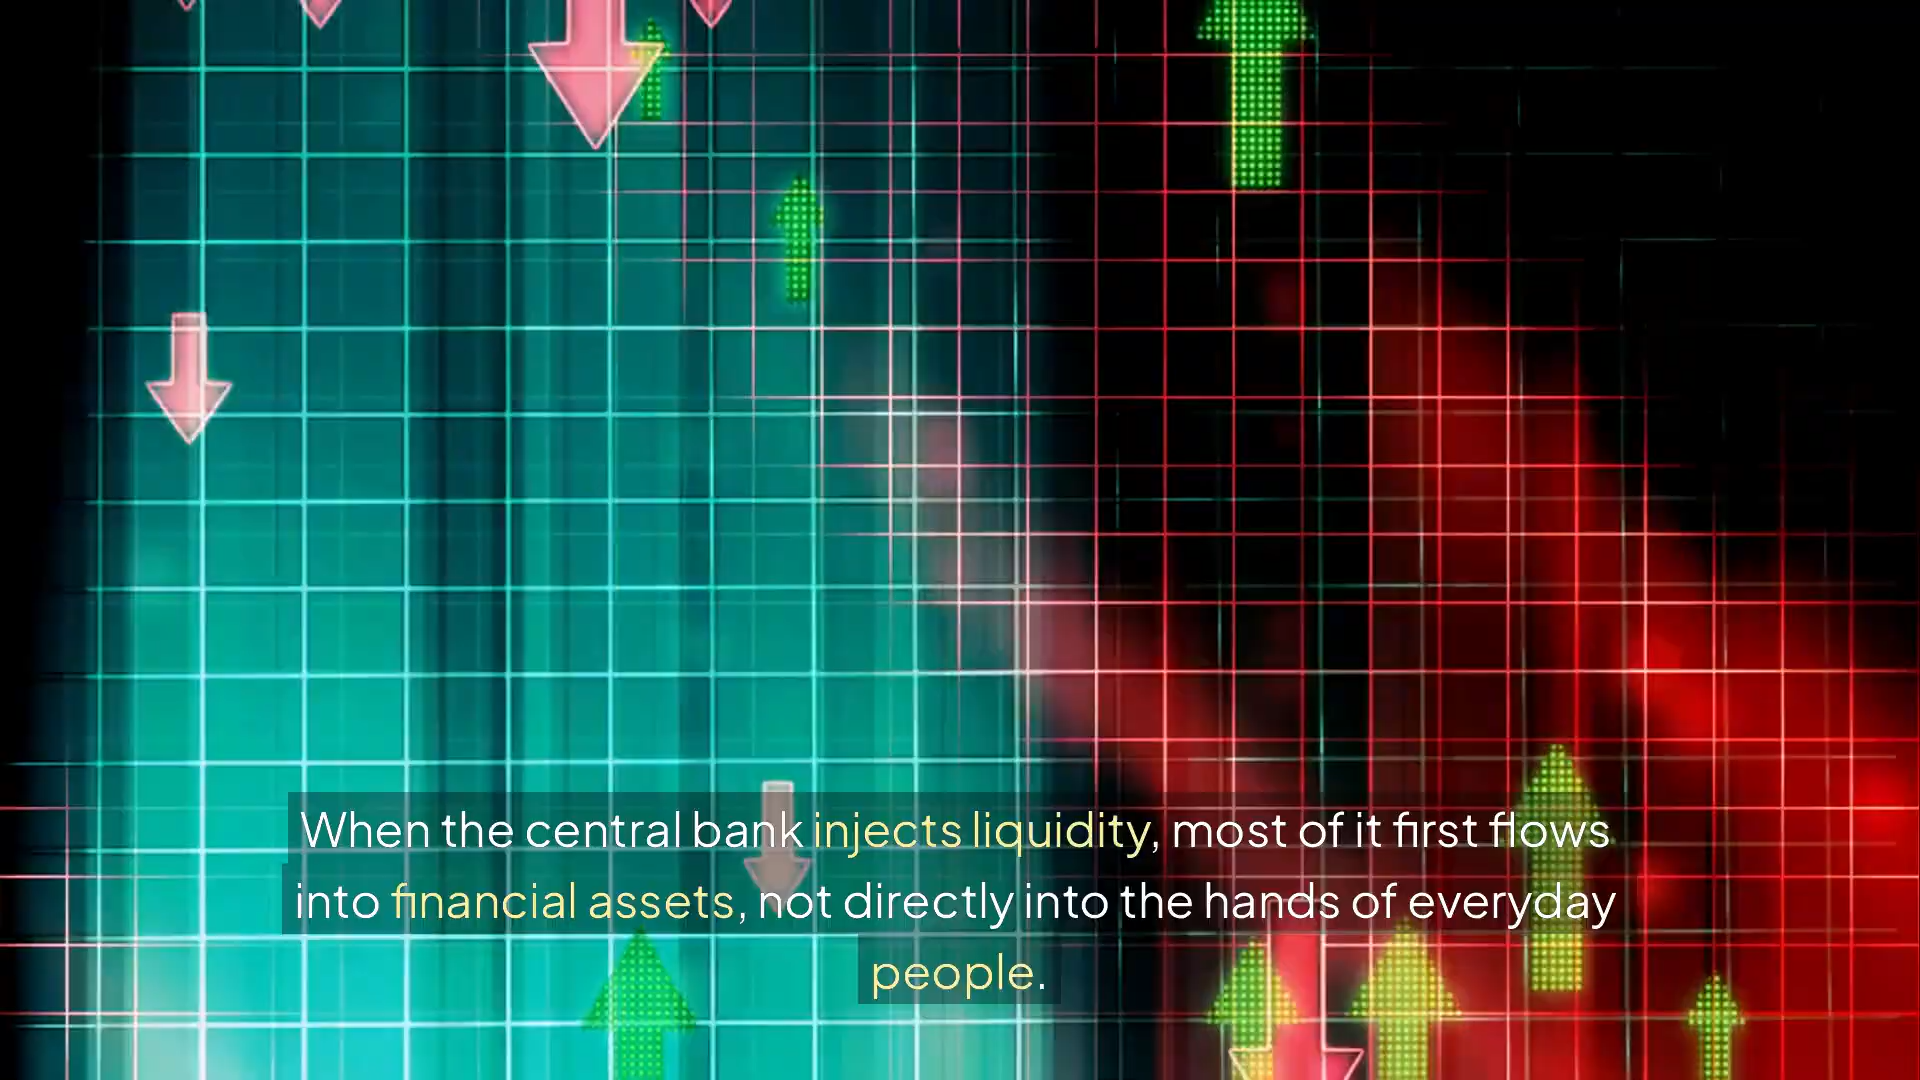 When the central bank injects liquidity, most of it first flows
into financial assets, not directly into the hands of everyday
people.